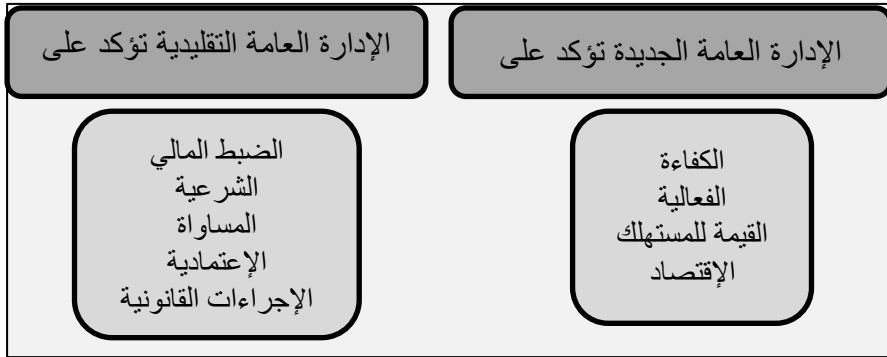 الإدارة العامة الجديدة تؤكد على
الكفاءة
الفعالية
القيمة للمستهلك
الإقتصاد
الإدارة العامة التقليدية تؤكد على
الضبط المالي
الشرعية
المساواة
الإعتمادية
الإجراءات القانونية